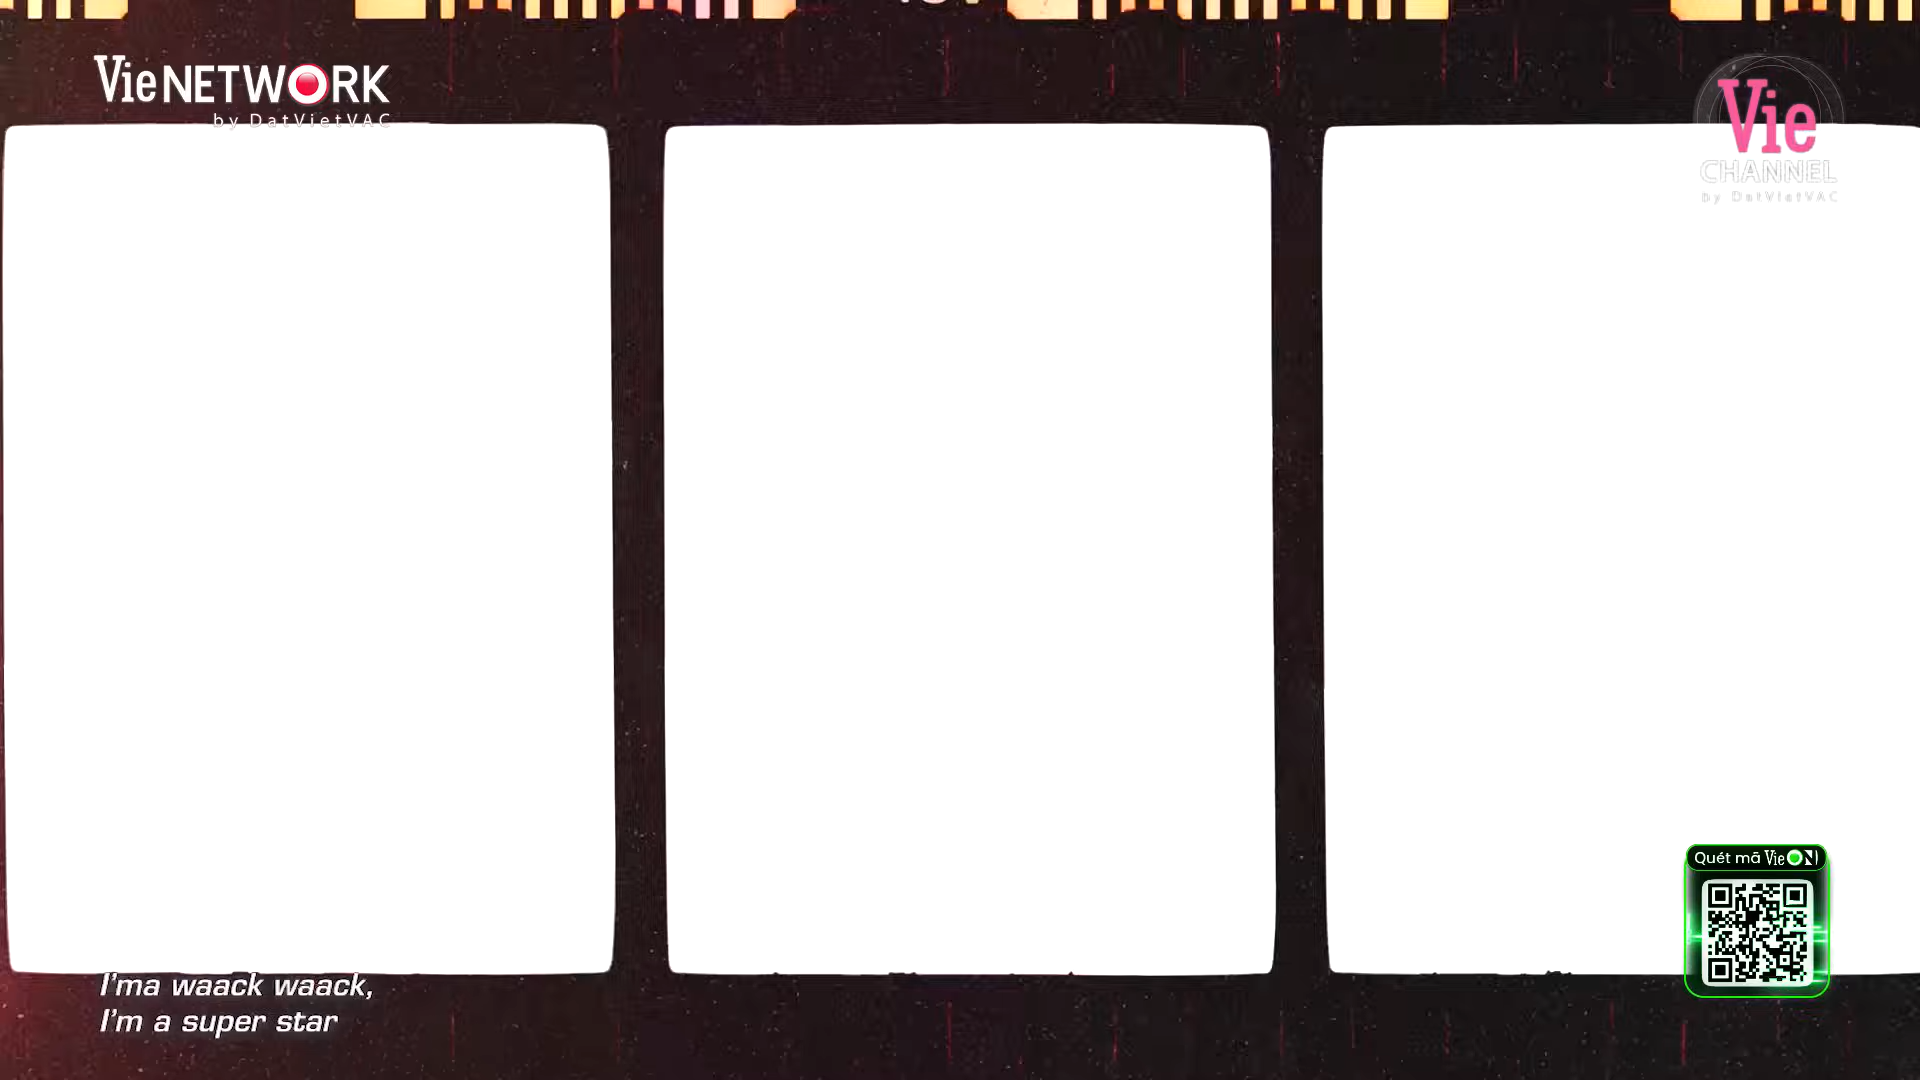 VieNETWORK
by DatVietVAC
Vie
CHANNEL
by DatVietVAC
Quét mã VieON
I'ma waack waack,
I'm a super star